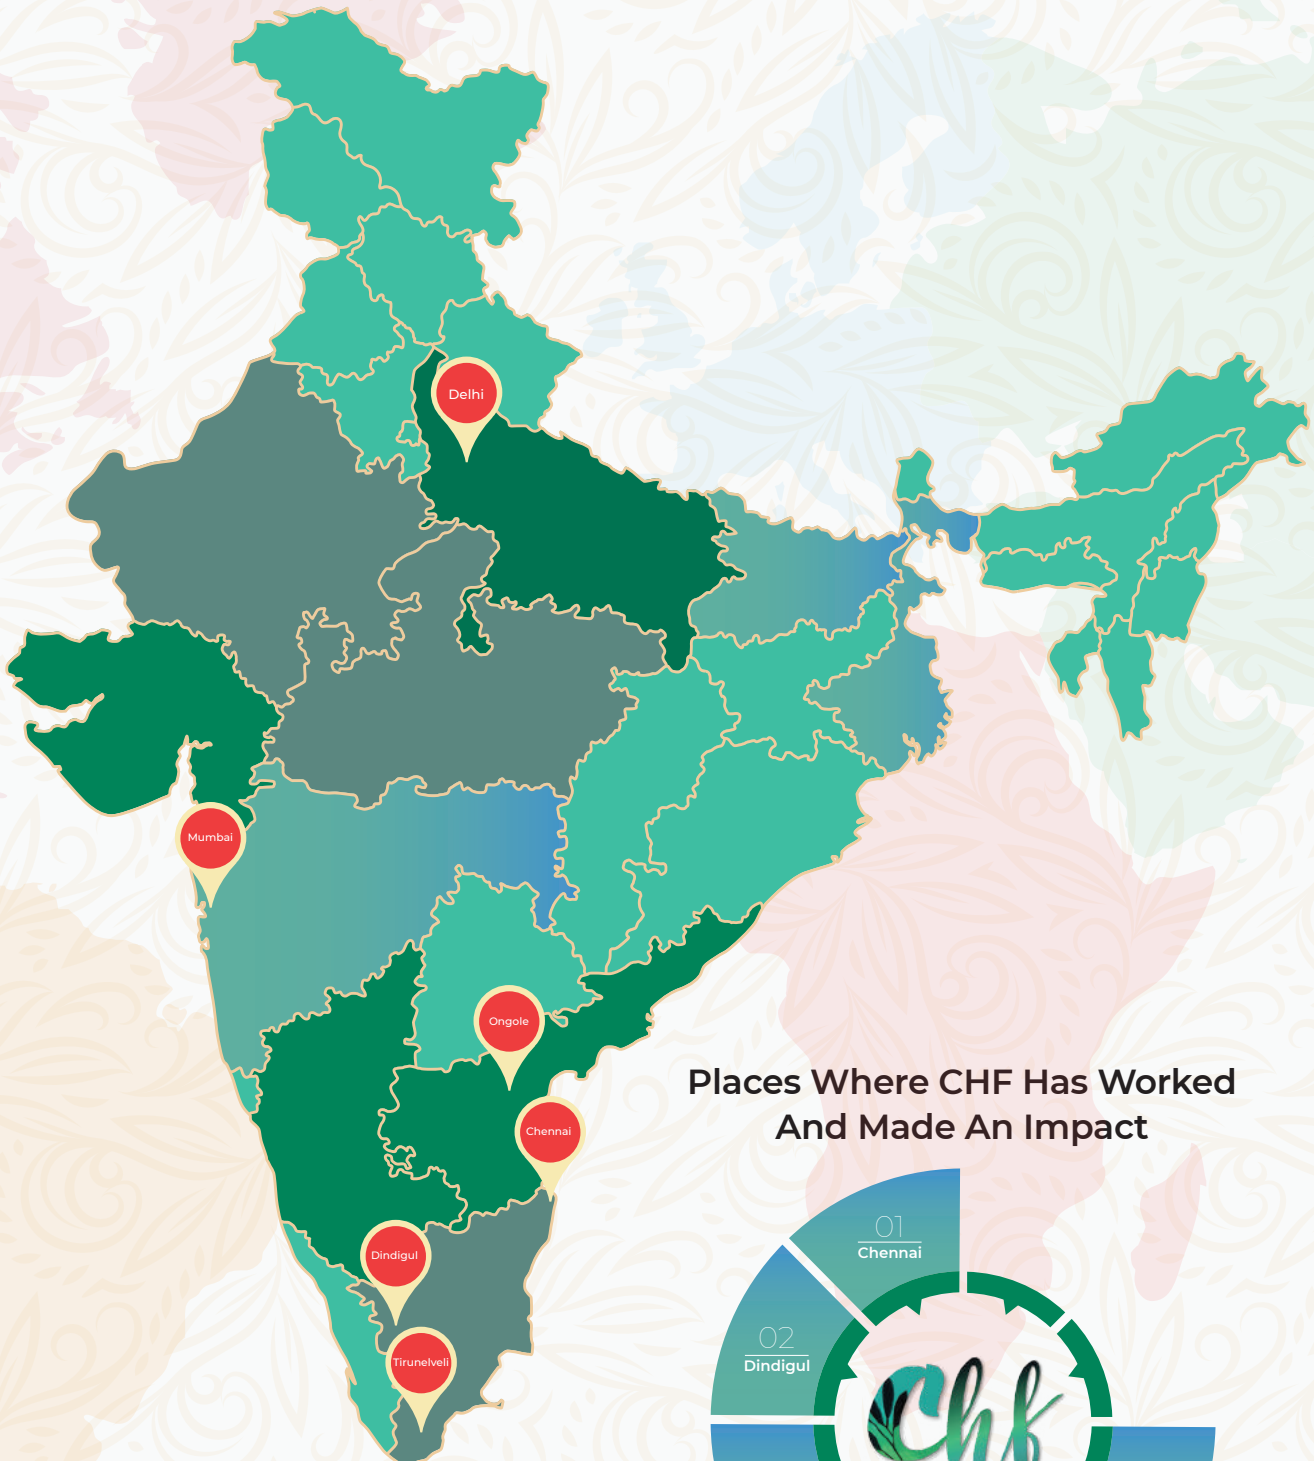 Delhi
Mumbai
Ongole
Chennai
Dindigul
Tirunelveli
Places Where CHF Has Worked
And Made An Impact
01
Chennai
02
Dindigul
Chf